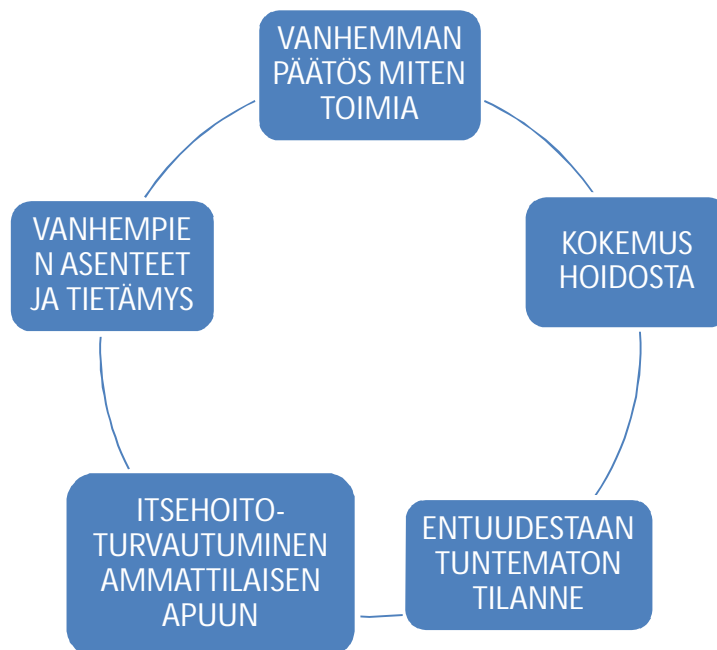 VANHEMMAN
PÄÄTÖS MITEN
TOIMIA
KOKEMUS
HOIDOSTA
ENTUUDESTAAN
TUNTEMATON
TILANNE
ITSEHOITO-
TURVAUTUMINEN
AMMATTILAISEN
APUUN
VANHEMPIE
N ASENTEET
JA TIETÄMYS